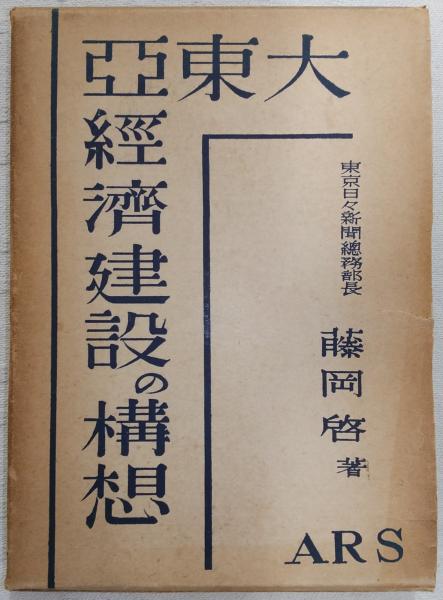 大東亞經濟建設の構想
東京日々新聞總務部長
藤岡啓著
ARS